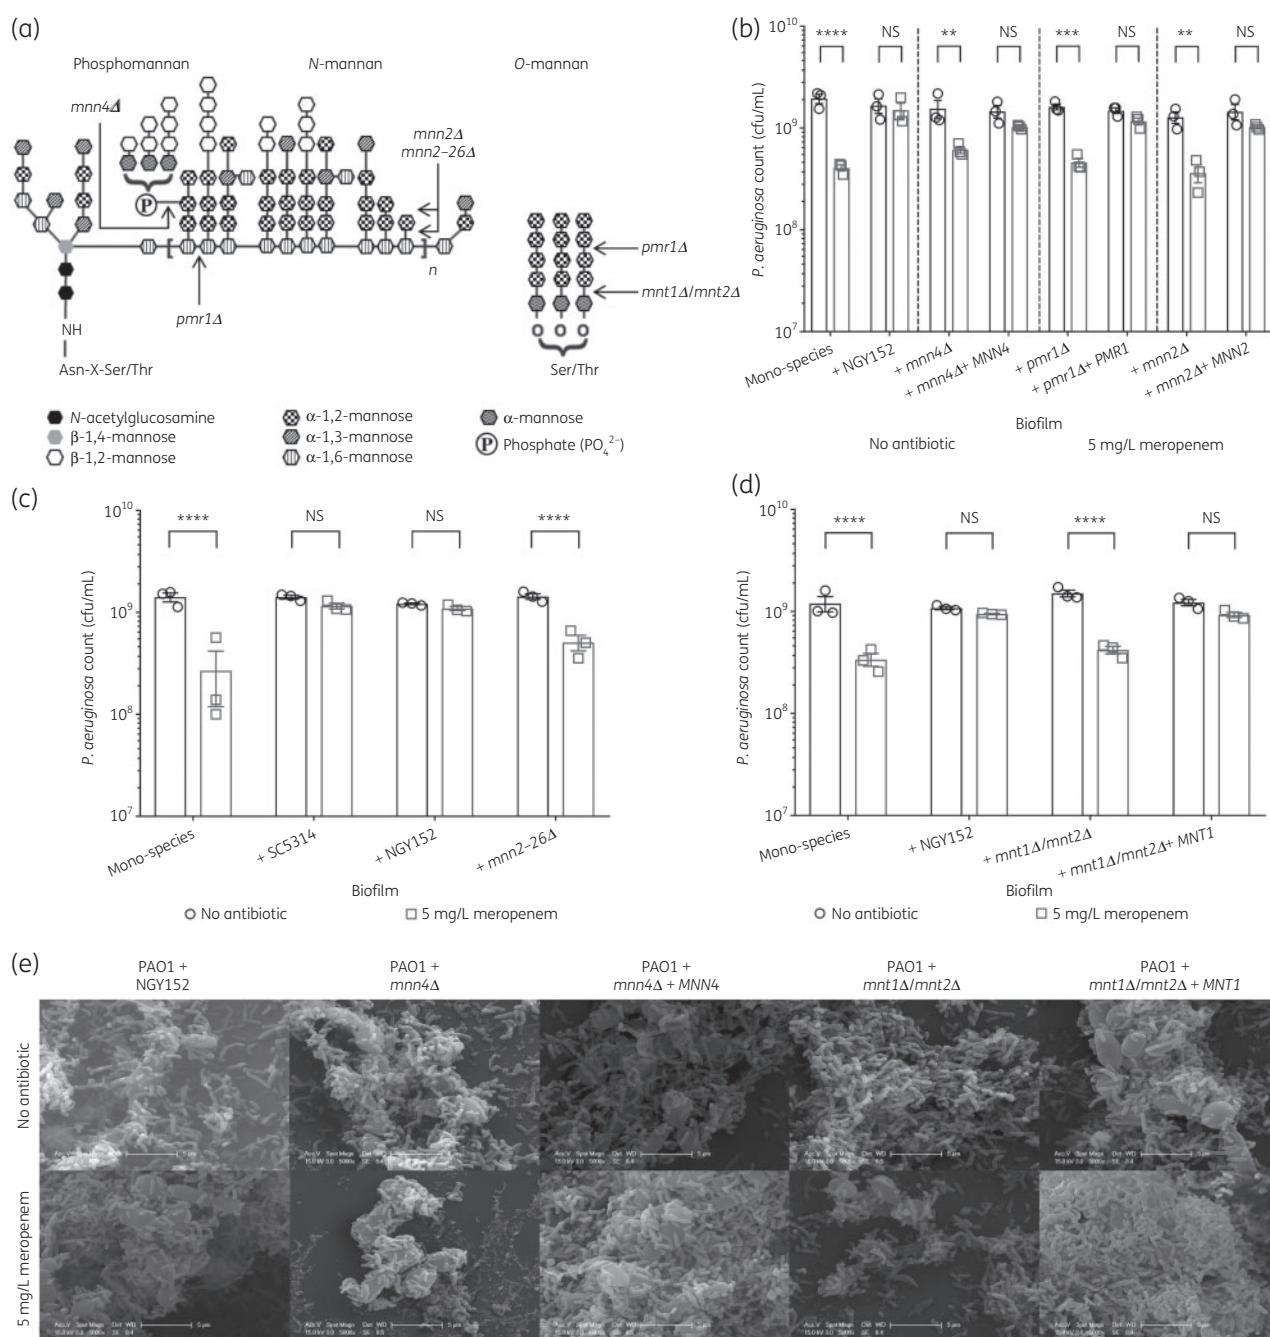 (a)
Phosphomannan N-mannan O-mannan
mnn4Δ
mnn2Δ
mnn2-26Δ
P
n
pmr1Δ
pmr1Δ
mnt1Δ/mnt2Δ
NH
O O O
Asn-X-Ser/Thr
Ser/Thr
N-acetylglucosamine
β-1,4-mannose
β-1,2-mannose
α-1,2-mannose
α-1,3-mannose
α-1,6-mannose
α-mannose
P Phosphate (PO₄²⁻)
(b)
P. aeruginosa count (cfu/mL)
10¹⁰
10⁹
10⁸
10⁷
**** NS ** NS *** NS ** NS
Mono-species
+ NGY152
+ mnn4Δ
+ mnn4Δ+ MNN4
+ pmr1Δ
+ pmr1Δ+ PMR1
+ mnn2Δ
+ mnn2Δ+ MNN2
Biofilm
No antibiotic 5 mg/L meropenem
(c)
P. aeruginosa count (cfu/mL)
10¹⁰
10⁹
10⁸
10⁷
**** NS NS ****
Mono-species
+ SC5314
+ NGY152
+ mnn2-26Δ
Biofilm
No antibiotic 5 mg/L meropenem
(d)
P. aeruginosa count (cfu/mL)
10¹⁰
10⁹
10⁸
10⁷
**** NS **** NS
Mono-species
+ NGY152
+ mnt1Δ/mnt2Δ
+ mnt1Δ/mnt2Δ+ MNT1
Biofilm
No antibiotic 5 mg/L meropenem
(e)
PAO1 +
NGY152
PAO1 +
mnn4Δ
PAO1 +
mnn4Δ + MNN4
PAO1 +
mnt1Δ/mnt2Δ
PAO1 +
mnt1Δ/mnt2Δ + MNT1
No antibiotic
5 mg/L meropenem